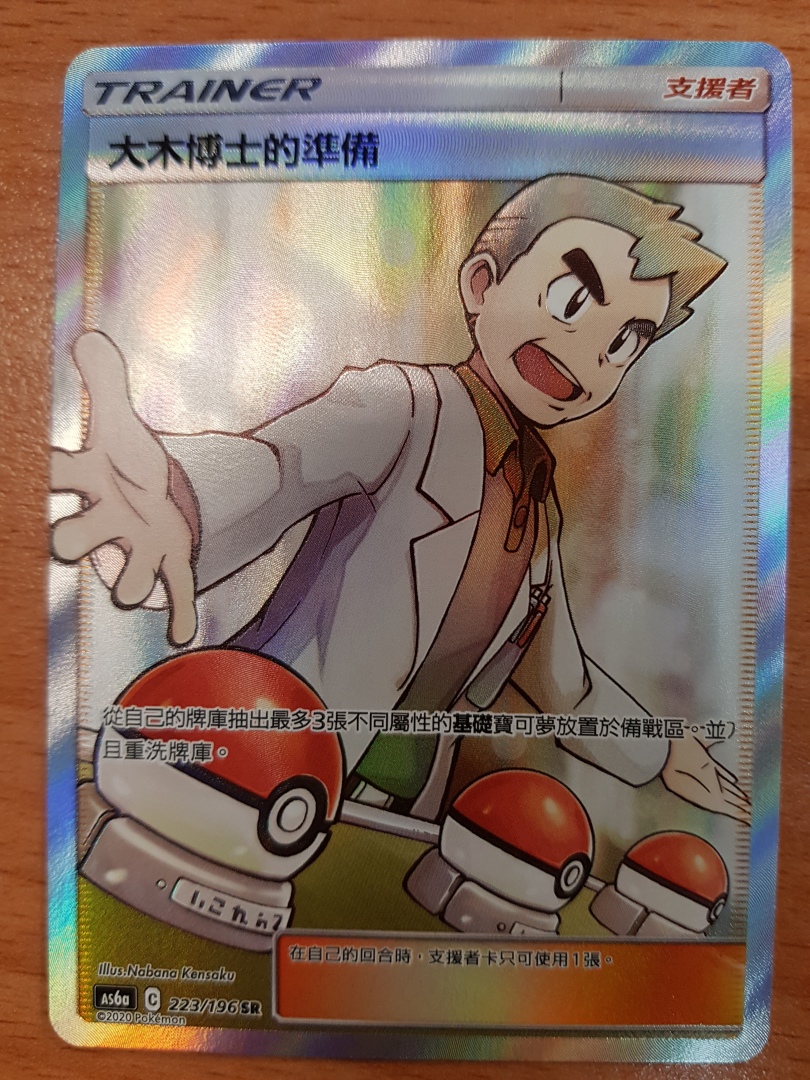 TRAINER
支援者
大木博士的準備
從自己的牌庫抽出最多3張不同屬性的基礎寶可夢放置於備戰區。並
且重洗牌庫。
在自己的回合時，支援者卡只可使用1張。
Illus.Nabana Kensaku
AS6a C 223/196 SR
©2020 Pokémon